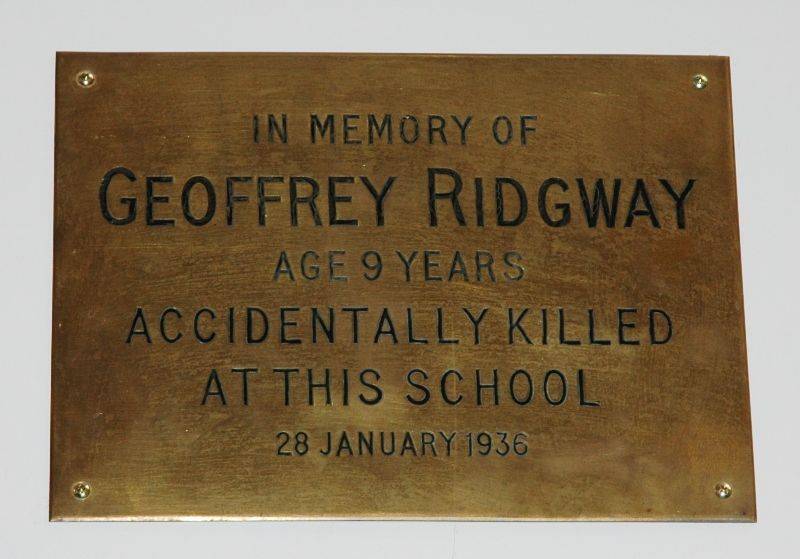 IN MEMORY OF
GEOFFREY RIDGWAY
AGE 9 YEARS
ACCIDENTALLY KILLED
AT THIS SCHOOL
28 JANUARY 1936